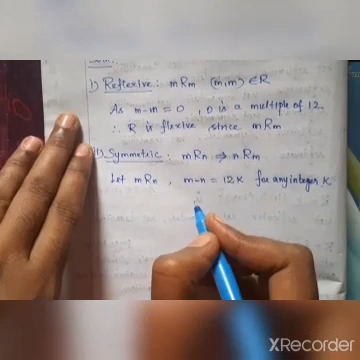 1) Reflexive : mRm (m,m) ∈ R
As m-m = 0 , 0 is a multiple of 12.
∴ R is flexive since mRm
ii) Symmetric : mRn ⇒ nRm
Let mRn , m-n = 12K for any integer K
XRecorder